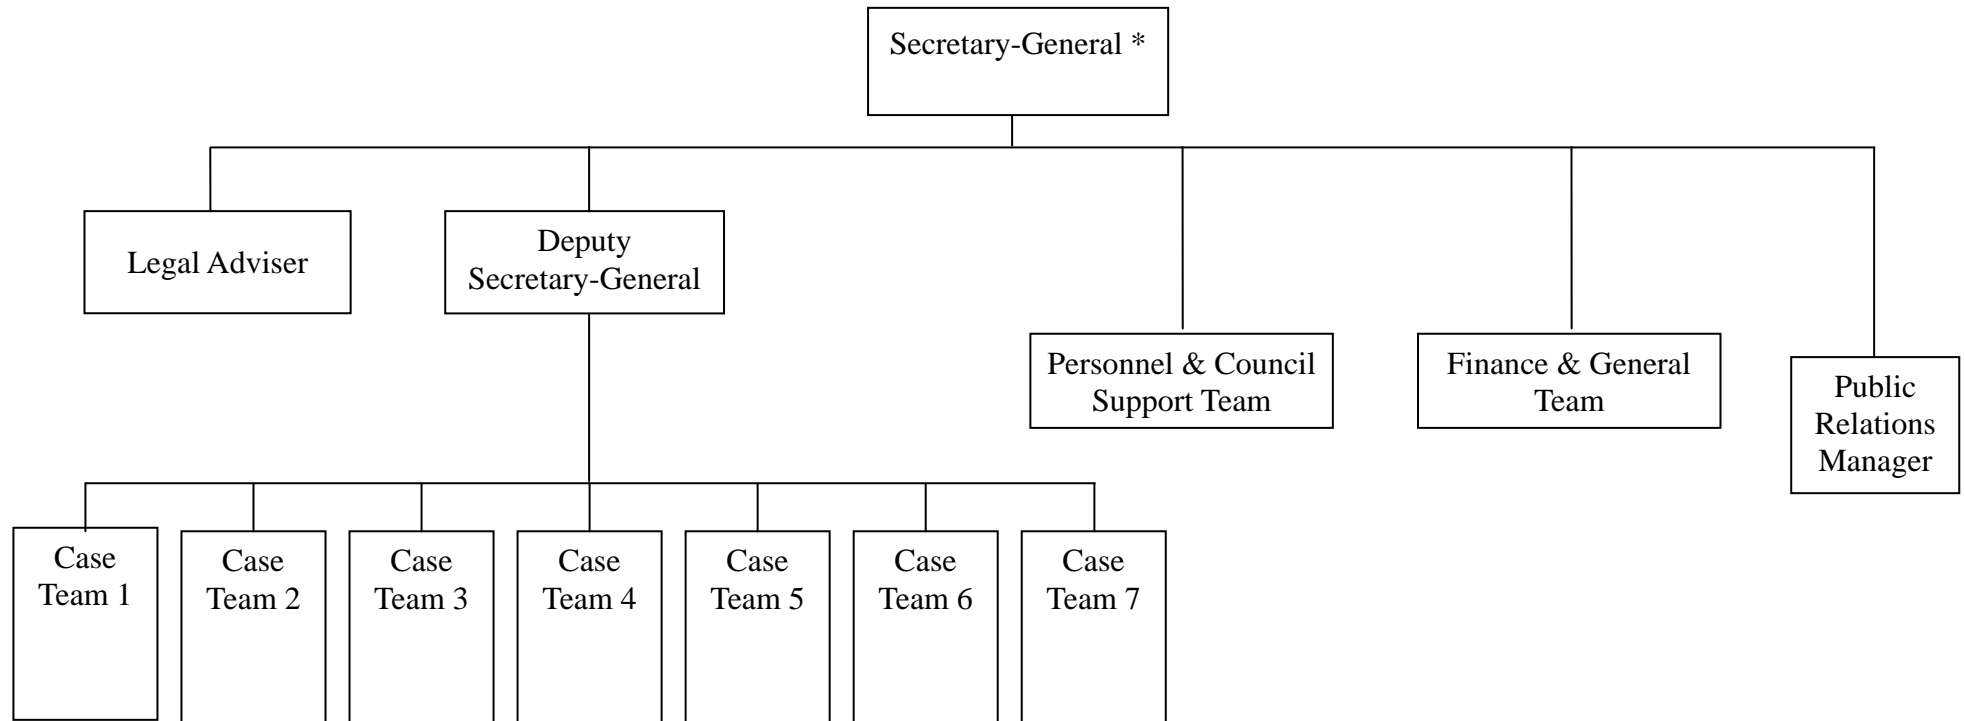 Secretary-General *
Legal Adviser
Deputy
Secretary-General
Personnel & Council
Support Team
Finance & General
Team
Public
Relations
Manager
Case
Team 1
Case
Team 2
Case
Team 3
Case
Team 4
Case
Team 5
Case
Team 6
Case
Team 7